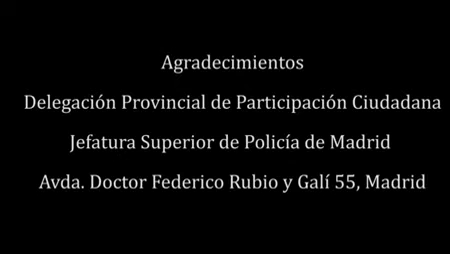 Agradecimientos
Delegación Provincial de Participación Ciudadana
Jefatura Superior de Policía de Madrid
Avda. Doctor Federico Rubio y Galí 55, Madrid